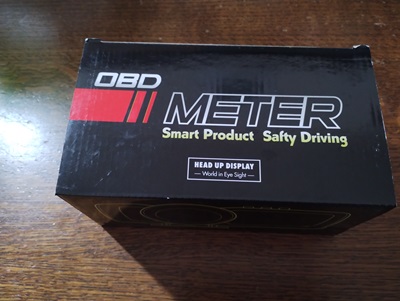 OBD
METER
Smart Product Safty Driving
HEAD UP DISPLAY
— World in Eye Sight —